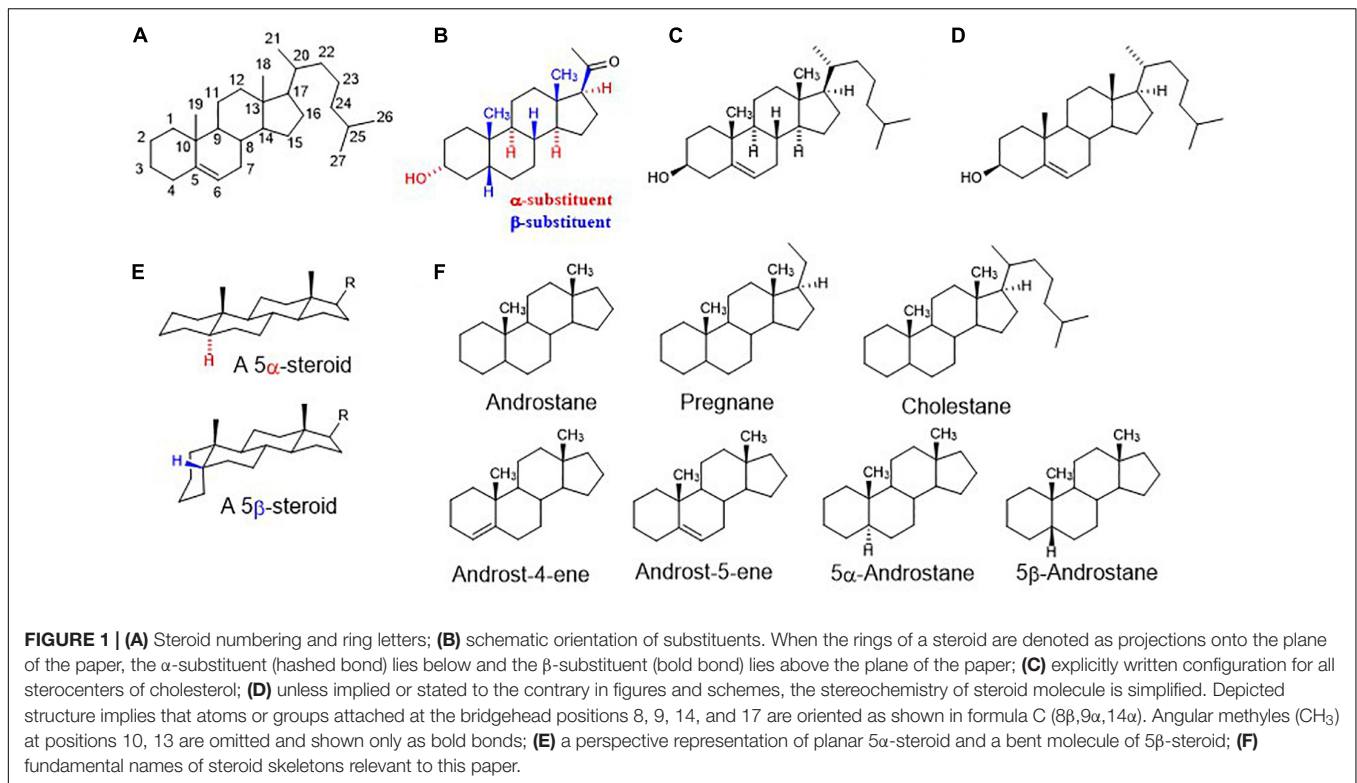 A
B
C
D
21
20
22
18
12
17
23
11
24
19
13
16
26
1
14
25
2
10
9
8
15
27
3
5
7
4
6
CH₃
O
CH₃
H
H
H
H
HO
H
α-substituent
β-substituent
CH₃
CH₃
H
H
H
H
HO
H
HO
E
F
R
H
A 5α-steroid
R
H
A 5β-steroid
CH₃
CH₃
Androstane
CH₃
CH₃
H
Pregnane
CH₃
CH₃
H
Cholestane
CH₃
CH₃
Androst-4-ene
CH₃
CH₃
Androst-5-ene
CH₃
CH₃
H
5α-Androstane
CH₃
CH₃
H
5β-Androstane
FIGURE 1 | (A) Steroid numbering and ring letters; (B) schematic orientation of substituents. When the rings of a steroid are denoted as projections onto the plane
of the paper, the α-substituent (hashed bond) lies below and the β-substituent (bold bond) lies above the plane of the paper; (C) explicitly written configuration for all
sterocenters of cholesterol; (D) unless implied or stated to the contrary in figures and schemes, the stereochemistry of steroid molecule is simplified. Depicted
structure implies that atoms or groups attached at the bridgehead positions 8, 9, 14, and 17 are oriented as shown in formula C (8β,9α,14α). Angular methyles (CH₃)
at positions 10, 13 are omitted and shown only as bold bonds; (E) a perspective representation of planar 5α-steroid and a bent molecule of 5β-steroid; (F)
fundamental names of steroid skeletons relevant to this paper.